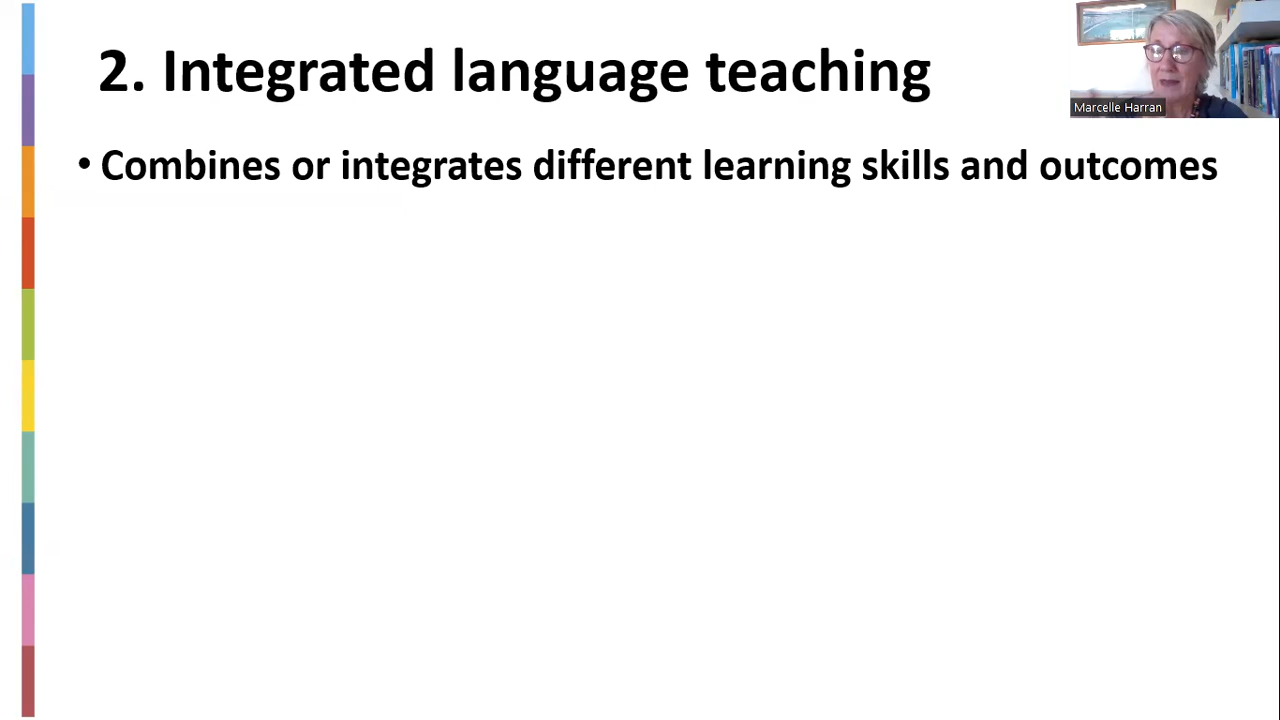 2. Integrated language teaching
Marcelle Harran
• Combines or integrates different learning skills and outcomes